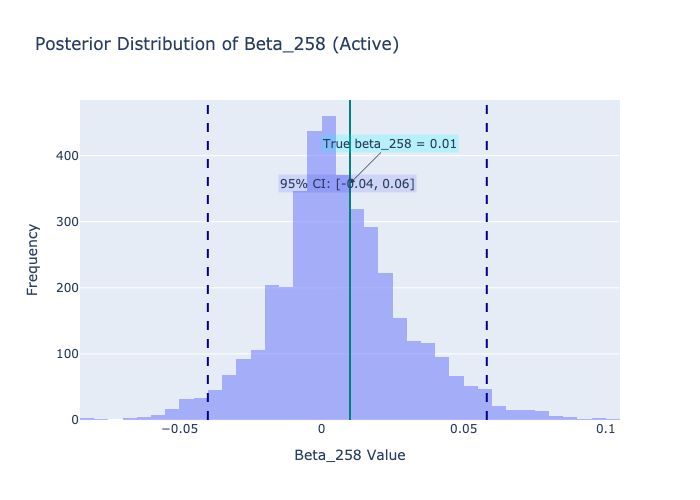 Posterior Distribution of Beta_258 (Active)
True beta_258 = 0.01
95% CI: [-0.04, 0.06]
Frequency
400
300
200
100
0
−0.05
0
0.05
0.1
Beta_258 Value